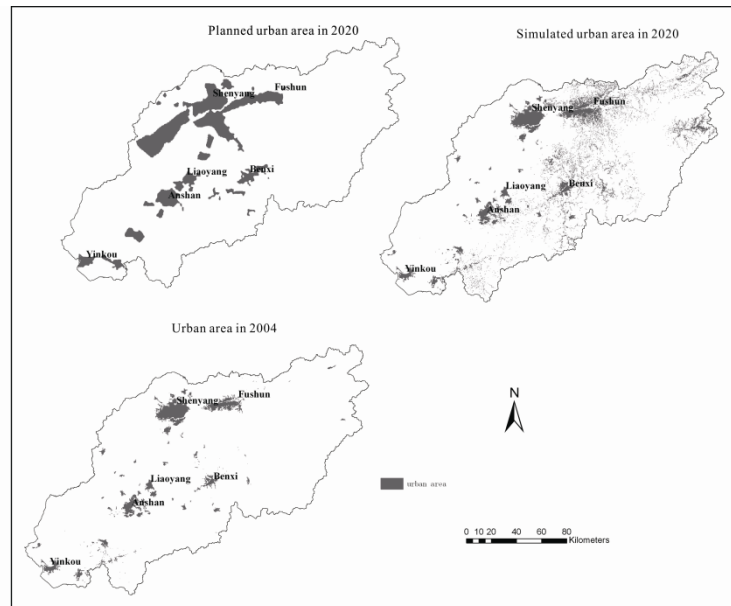 Planned urban area in 2020
Shenyang
Fushun
Liaoyang
Benxi
Anshan
Yinkou
Simulated urban area in 2020
Shenyang
Fushun
Liaoyang
Benxi
Anshan
Yinkou
Urban area in 2004
Shenyang
Fushun
Liaoyang
Benxi
Anshan
Yinkou
N
urban area
0 10 20 40 60 80
Kilometers